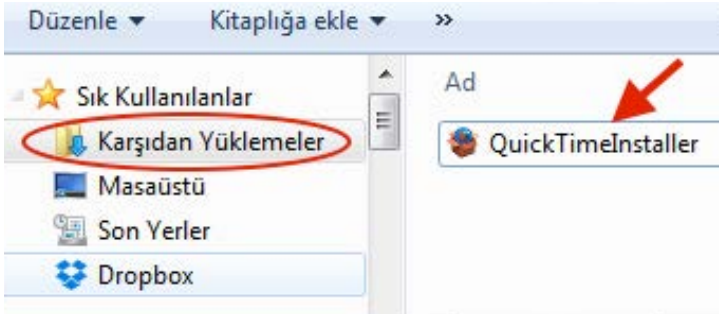 Düzenle Kitaplığa ekle »
Sık Kullanılanlar
Karşıdan Yüklemeler
Masaüstü
Son Yerler
Dropbox
Ad
QuickTimeInstaller